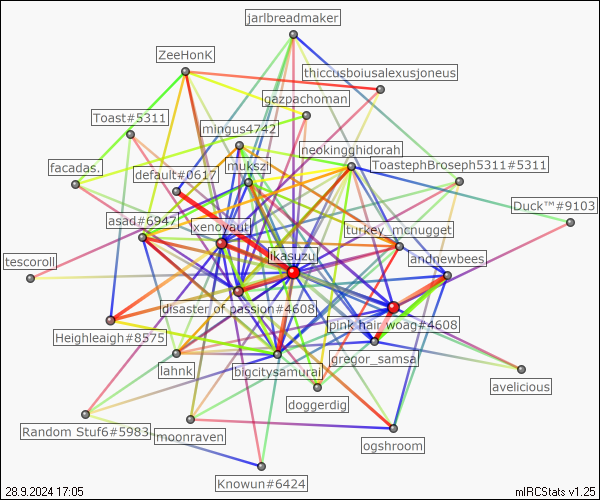 jarlbreadmaker
ZeeHonK
thiccusboiusalexusjoneus
gazpachoman
Toast#5311
mingus4742
neokingghidorah
facadas.
default#0617
mukszi
ToastephBroseph5311#5311
Duck™#9103
asad#6947
xenoyaut
turkey_mcnugget
tescoroll
ikasuzu
andnewbees
disaster of passion#4608
pink hair woag#4608
Heighleaigh#8575
lahnk
bigcitysamurai
gregor_samsa
avelicious
doggerdig
Random Stuf6#5983
moonraven
ogshroom
Knowun#6424
28.9.2024 17:05
mIRCStats v1.25